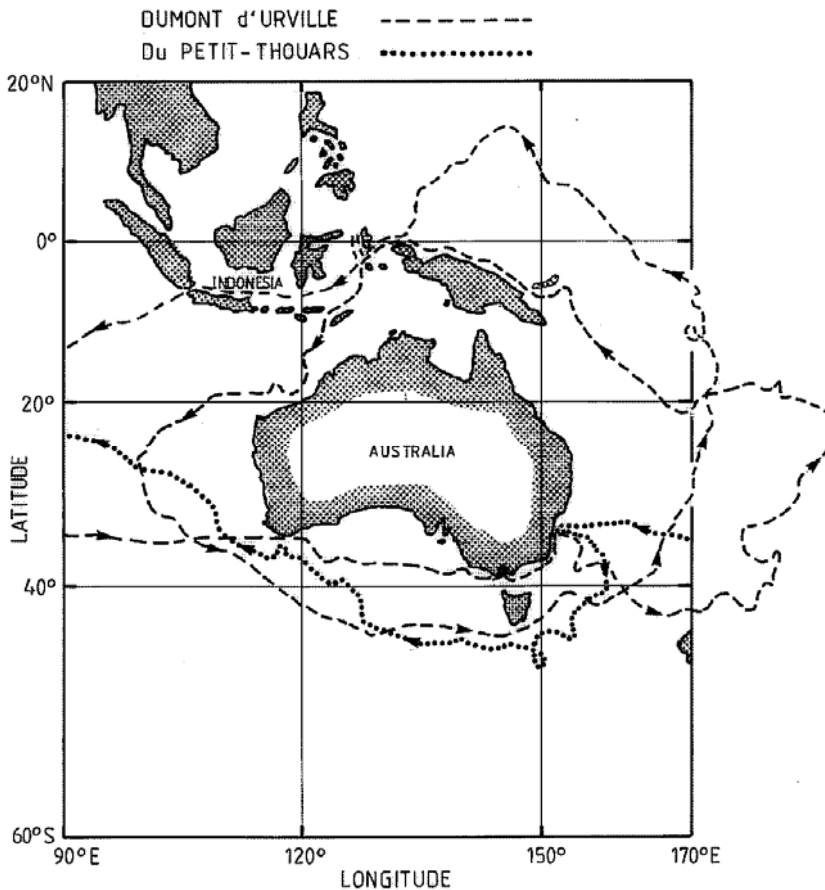 DUMONT d'URVILLE
Du PETIT-THOUARS
20°N
0°
INDONESIA
20°
AUSTRALIA
LATITUDE
40°
60°S
90°E
120°
150°
170°E
LONGITUDE